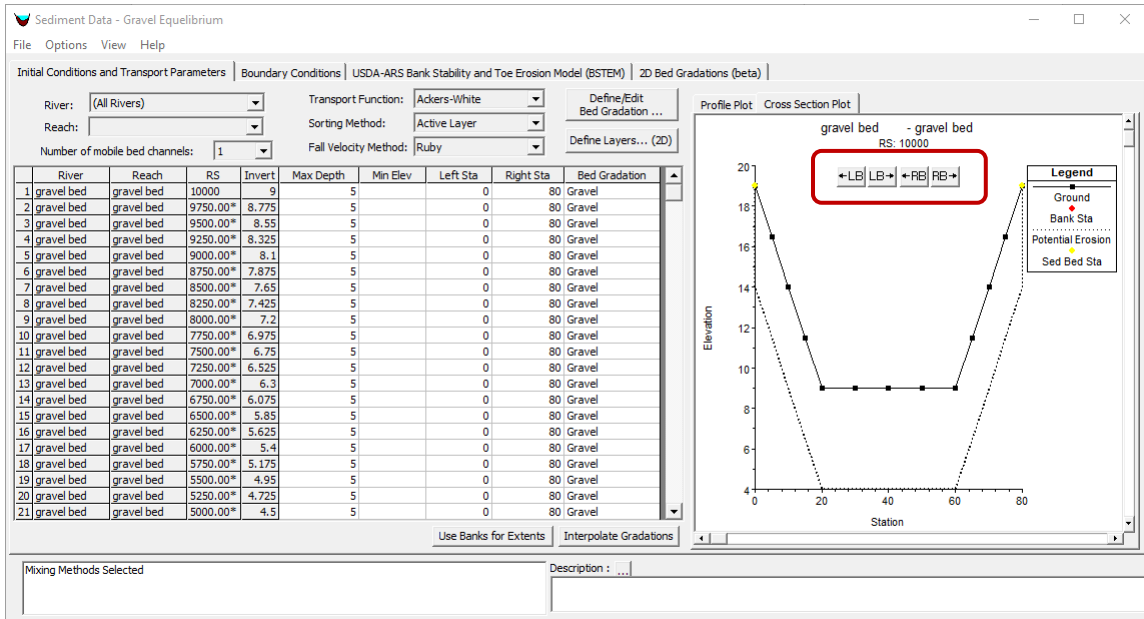 Sediment Data - Gravel Equelibrium
File Options View Help
Initial Conditions and Transport Parameters Boundary Conditions USDA-ARS Bank Stability and Toe Erosion Model (BSTEM) 2D Bed Gradations (beta)
River: (All Rivers) Transport Function: Ackers-White Define/Edit Bed Gradation ...
Reach: Sorting Method: Active Layer Define Layers... (2D)
Number of mobile bed channels: 1 Fall Velocity Method: Ruby
River Reach RS Invert Max Depth Min Elev Left Sta Right Sta Bed Gradation
1 gravel bed gravel bed 10000 9 5 0 80 Gravel
2 gravel bed gravel bed 9750.00* 8.775 5 0 80 Gravel
3 gravel bed gravel bed 9500.00* 8.55 5 0 80 Gravel
4 gravel bed gravel bed 9250.00* 8.325 5 0 80 Gravel
5 gravel bed gravel bed 9000.00* 8.1 5 0 80 Gravel
6 gravel bed gravel bed 8750.00* 7.875 5 0 80 Gravel
7 gravel bed gravel bed 8500.00* 7.65 5 0 80 Gravel
8 gravel bed gravel bed 8250.00* 7.425 5 0 80 Gravel
9 gravel bed gravel bed 8000.00* 7.2 5 0 80 Gravel
10 gravel bed gravel bed 7750.00* 6.975 5 0 80 Gravel
11 gravel bed gravel bed 7500.00* 6.75 5 0 80 Gravel
12 gravel bed gravel bed 7250.00* 6.525 5 0 80 Gravel
13 gravel bed gravel bed 7000.00* 6.3 5 0 80 Gravel
14 gravel bed gravel bed 6750.00* 6.075 5 0 80 Gravel
15 gravel bed gravel bed 6500.00* 5.85 5 0 80 Gravel
16 gravel bed gravel bed 6250.00* 5.625 5 0 80 Gravel
17 gravel bed gravel bed 6000.00* 5.4 5 0 80 Gravel
18 gravel bed gravel bed 5750.00* 5.175 5 0 80 Gravel
19 gravel bed gravel bed 5500.00* 4.95 5 0 80 Gravel
20 gravel bed gravel bed 5250.00* 4.725 5 0 80 Gravel
21 gravel bed gravel bed 5000.00* 4.5 5 0 80 Gravel
Use Banks for Extents Interpolate Gradations
Profile Plot Cross Section Plot
gravel bed - gravel bed
RS: 10000
←LB LB→ ←RB RB→
Legend
Ground
Bank Sta
Potential Erosion
Sed Bed Sta
20
18
16
14
12
10
8
6
4
Elevation
0 20 40 60 80
Station
Mixing Methods Selected
Description : ...